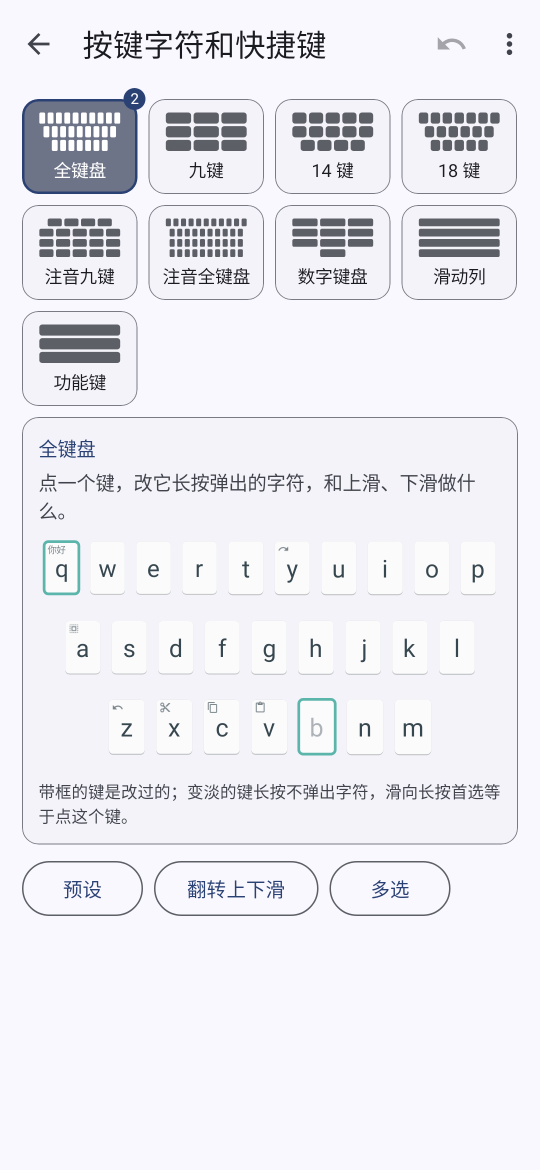 按键字符和快捷键
2
全键盘
九键
14 键
18 键
注音九键
注音全键盘
数字键盘
滑动列
功能键
全键盘
点一个键，改它长按弹出的字符，和上滑、下滑做什
么。
你好
q w e r t y u i o p
a s d f g h j k l
z x c v b n m
带框的键是改过的；变淡的键长按不弹出字符，滑向长按首选等
于点这个键。
预设
翻转上下滑
多选